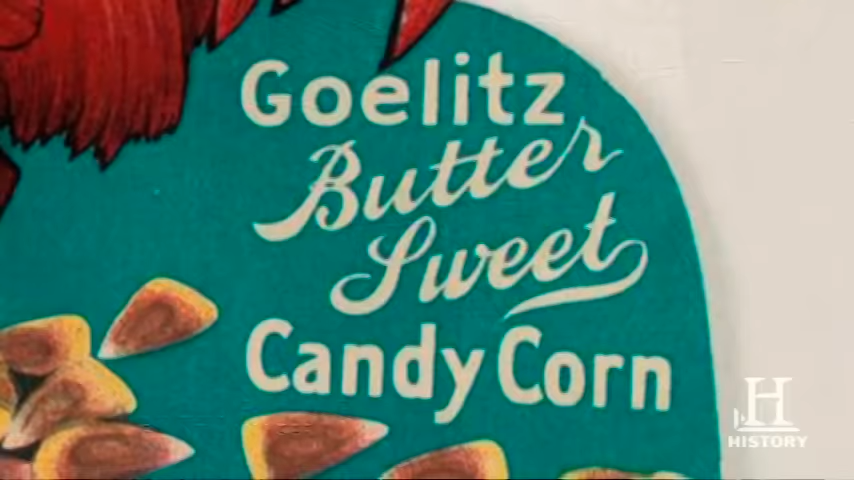 Goelitz
Butter
Sweet
Candy Corn
H
HISTORY